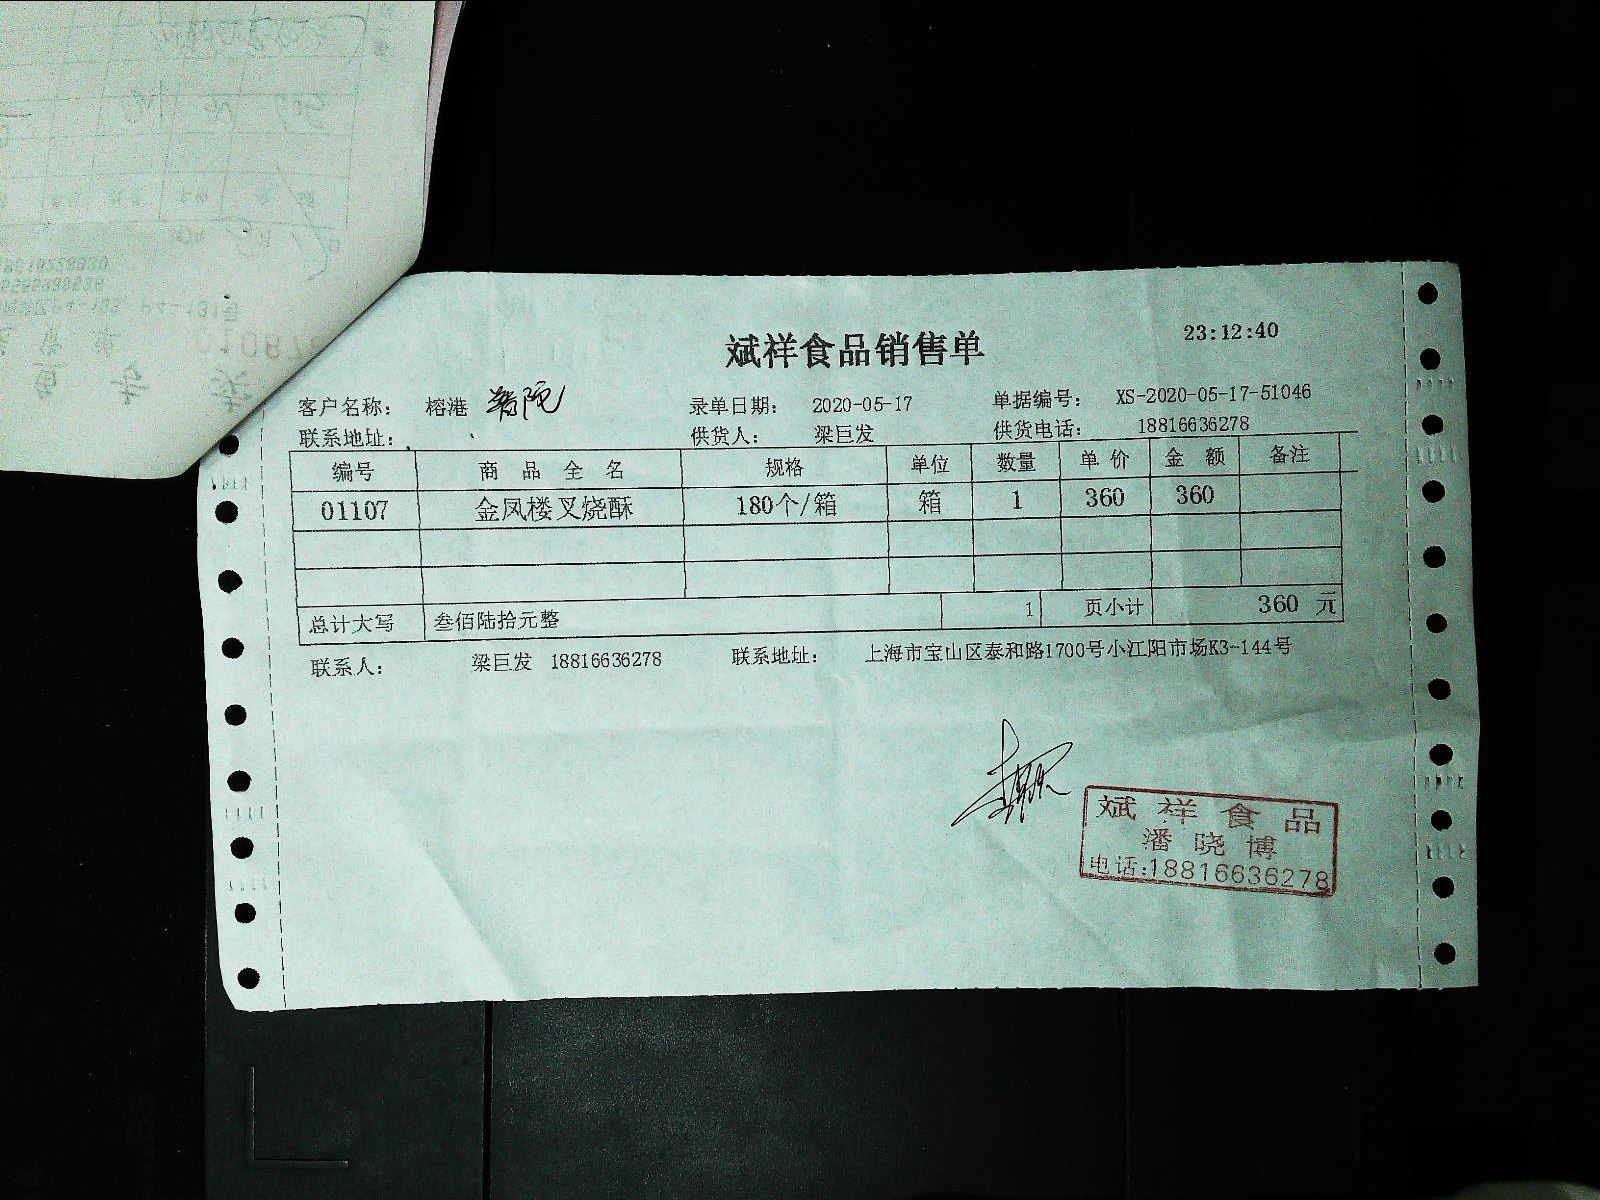 斌祥食品销售单
23:12:40
客户名称: 榕港
录单日期: 2020-05-17
单据编号: XS-2020-05-17-51046
联系地址:
供货人: 梁巨发
供货电话: 18816636278
编号 商品全名 规格 单位 数量 单价 金额 备注
01107 金凤楼叉烧酥 180个/箱 箱 1 360 360
总计大写 叁佰陆拾元整 1 页小计 360 元
联系人: 梁巨发 18816636278 联系地址: 上海市宝山区泰和路1700号小江阳市场K3-144号
斌祥食品
潘晓博
电话:18816636278